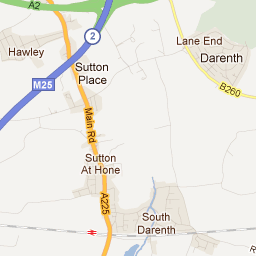 A2
Hawley
2
Lane End
Darenth
Sutton
Place
M25
B260
Main Rd
Sutton
At Hone
A225
South
Darenth
R